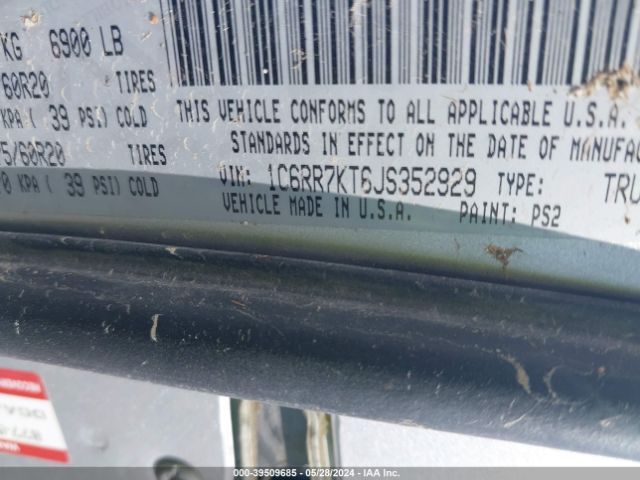 KG 6900 LB
60R20 TIRES
KPA ( 39 PSI) COLD
5/60R20 TIRES
0 KPA ( 39 PSI) COLD
THIS VEHICLE CONFORMS TO ALL APPLICABLE U.S.A.
STANDARDS IN EFFECT ON THE DATE OF MANUFAC
VIN: 1C6RR7KT6JS352929 TYPE: TRU
VEHICLE MADE IN U.S.A. PAINT: PS2
000-39509685 - 05/28/2024 - IAAI.COM